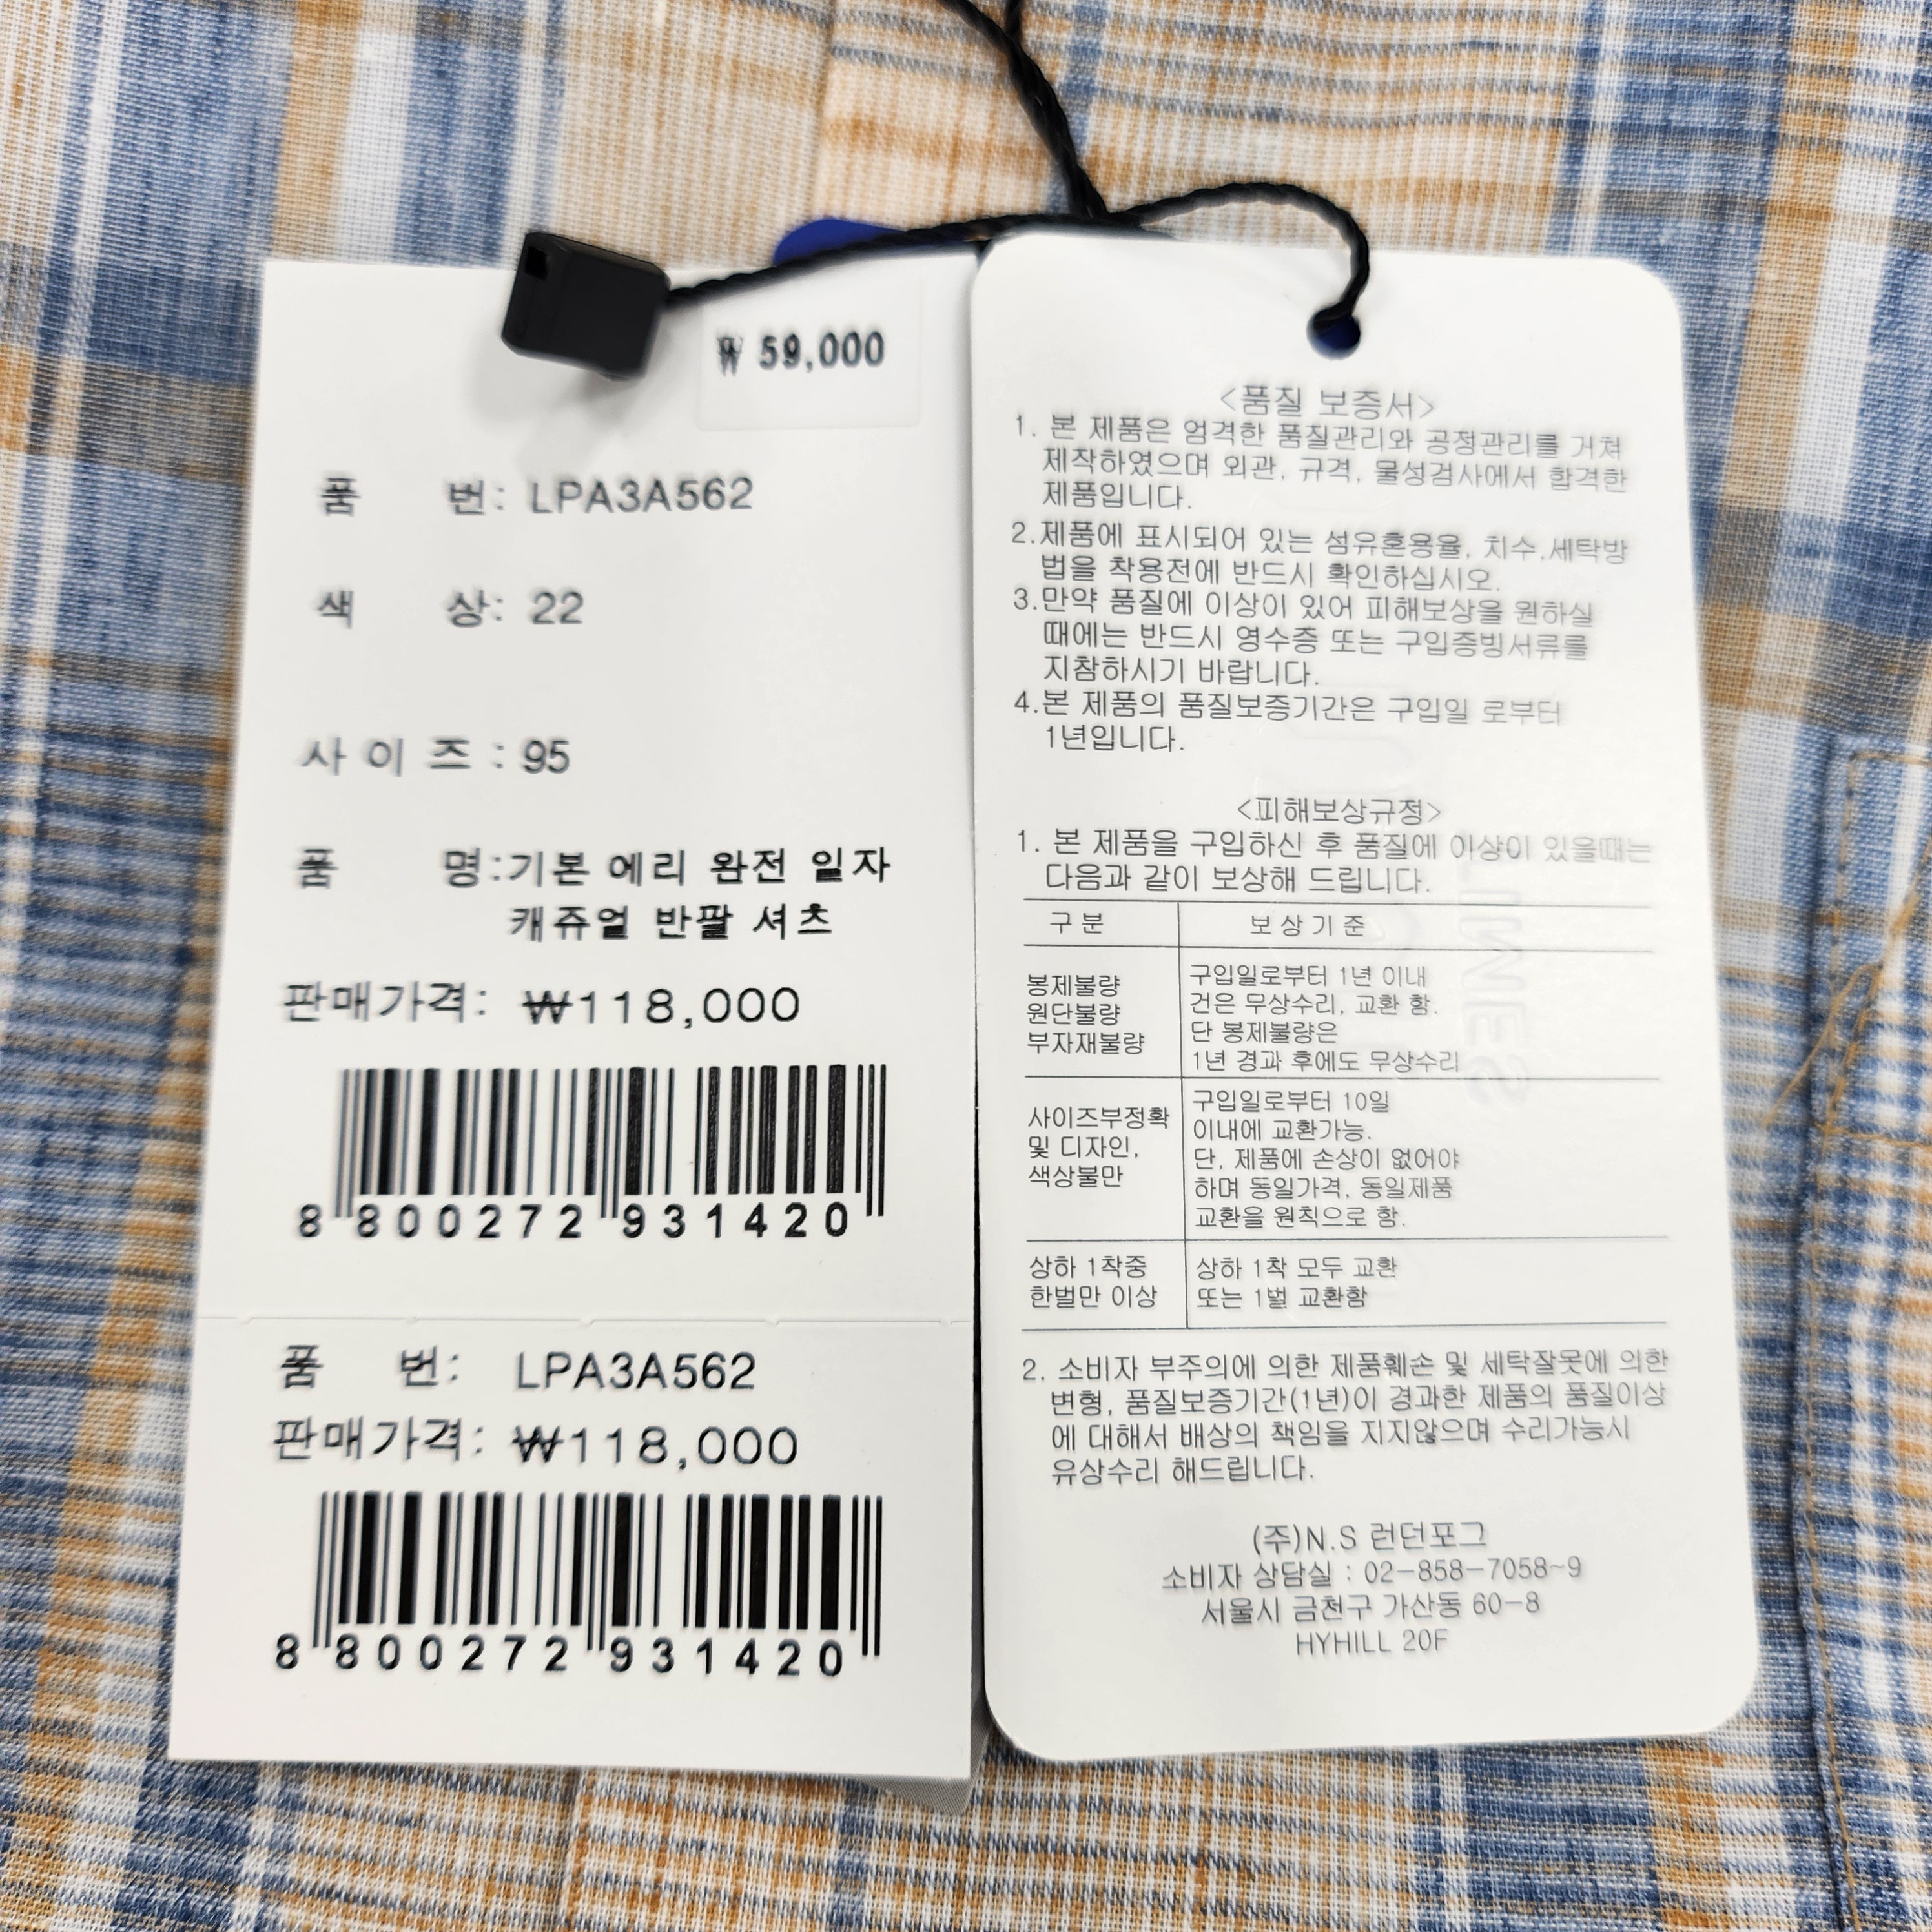 ₩ 59,000
품 번: LPA3A562
색 상: 22
사 이 즈 : 95
품 명:기본 에리 완전 일자
캐쥬얼 반팔 셔츠
판매가격: ₩118,000
8 800272 931420
품 번: LPA3A562
판매가격: ₩118,000
8 800272 931420
<품질 보증서>
1. 본 제품은 엄격한 품질관리와 공정관리를 거쳐
제작하였으며 외관, 규격, 물성검사에서 합격한
제품입니다.
2.제품에 표시되어 있는 섬유혼용율, 치수,세탁방
법을 착용전에 반드시 확인하십시오.
3.만약 품질에 이상이 있어 피해보상을 원하실
때에는 반드시 영수증 또는 구입증빙서류를
지참하시기 바랍니다.
4.본 제품의 품질보증기간은 구입일 로부터
1년입니다.
<피해보상규정>
1. 본 제품을 구입하신 후 품질에 이상이 있을때는
다음과 같이 보상해 드립니다.
구 분 보 상 기 준
봉제불량
원단불량
부자재불량
구입일로부터 1년 이내
건은 무상수리, 교환 함.
단 봉제불량은
1년 경과 후에도 무상수리
사이즈부정확
및 디자인,
색상불만
구입일로부터 10일
이내에 교환가능.
단, 제품에 손상이 없어야
하며 동일가격, 동일제품
교환을 원칙으로 함.
상하 1착중
한벌만 이상
상하 1착 모두 교환
또는 1벌 교환함
2. 소비자 부주의에 의한 제품훼손 및 세탁잘못에 의한
변형, 품질보증기간(1년)이 경과한 제품의 품질이상
에 대해서 배상의 책임을 지지않으며 수리가능시
유상수리 해드립니다.
(주)N.S 런던포그
소비자 상담실 : 02-858-7058~9
서울시 금천구 가산동 60-8
HYHILL 20F